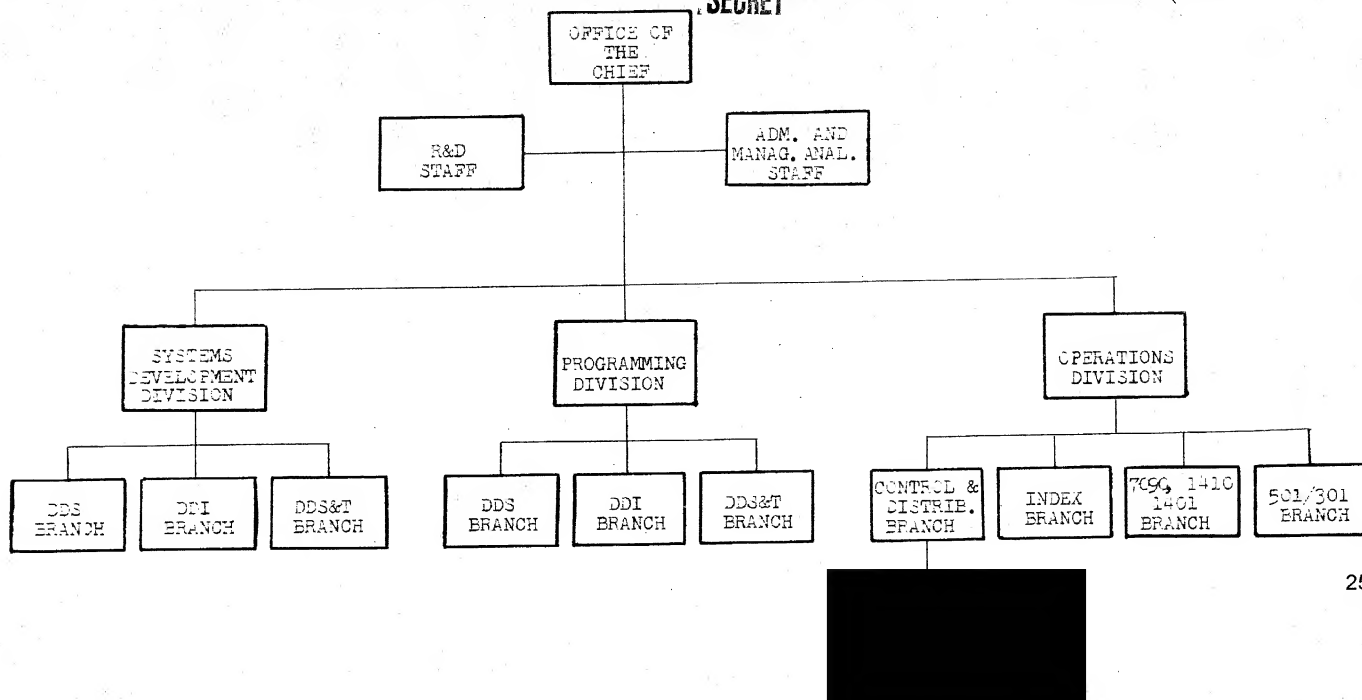 SECRET
OFFICE OF
THE
CHIEF
R&D
STAFF
ADM. AND
MANAG. ANAL.
STAFF
SYSTEMS
DEVELOPMENT
DIVISION
PROGRAMMING
DIVISION
OPERATIONS
DIVISION
DDS
BRANCH
DDI
BRANCH
DDS&T
BRANCH
DDS
BRANCH
DDI
BRANCH
DDS&T
BRANCH
CONTROL &
DISTRIB.
BRANCH
INDEX
BRANCH
7090, 1410
1401
BRANCH
501/301
BRANCH
25